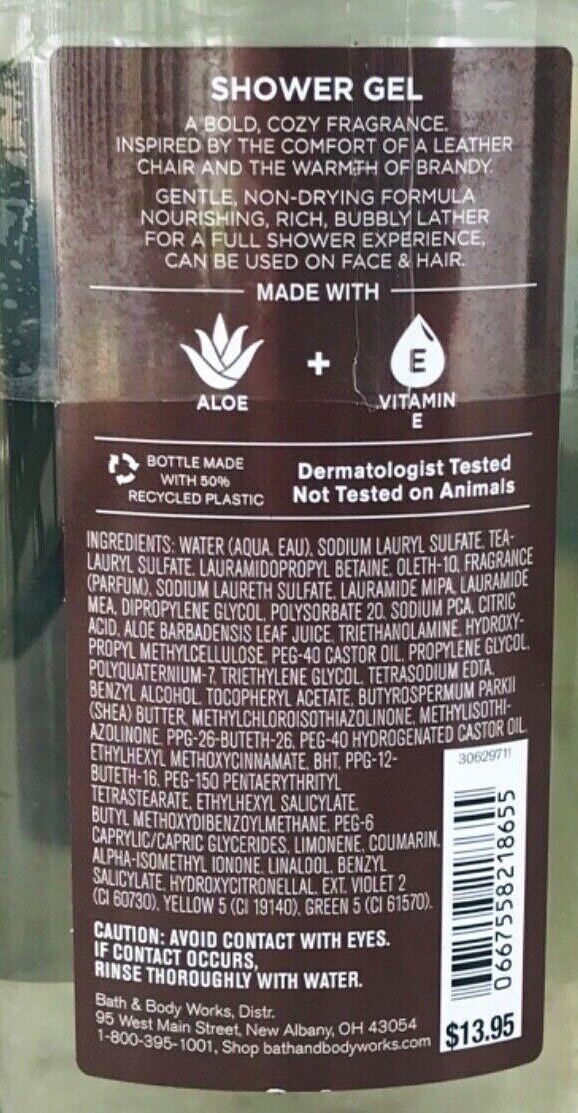 SHOWER GEL
A BOLD, COZY FRAGRANCE.
INSPIRED BY THE COMFORT OF A LEATHER
CHAIR AND THE WARMTH OF BRANDY.
GENTLE, NON-DRYING FORMULA
NOURISHING, RICH, BUBBLY LATHER
FOR A FULL SHOWER EXPERIENCE,
CAN BE USED ON FACE & HAIR.
MADE WITH
ALOE
+
E
VITAMIN
E
BOTTLE MADE
WITH 50%
RECYCLED PLASTIC
Dermatologist Tested
Not Tested on Animals
INGREDIENTS: WATER (AQUA, EAU), SODIUM LAURYL SULFATE, TEA-
LAURYL SULFATE, LAURAMIDOPROPYL BETAINE, OLETH-10, FRAGRANCE
(PARFUM), SODIUM LAURETH SULFATE, LAURAMIDE MIPA, LAURAMIDE
MEA, DIPROPYLENE GLYCOL, POLYSORBATE 20, SODIUM PCA, CITRIC
ACID, ALOE BARBADENSIS LEAF JUICE, TRIETHANOLAMINE, HYDROXY-
PROPYL METHYLCELLULOSE, PEG-40 CASTOR OIL, PROPYLENE GLYCOL,
POLYQUATERNIUM-7, TRIETHYLENE GLYCOL, TETRASODIUM EDTA,
BENZYL ALCOHOL, TOCOPHERYL ACETATE, BUTYROSPERMUM PARKII
(SHEA) BUTTER, METHYLCHLOROISOTHIAZOLINONE, METHYLISOTHI-
AZOLINONE, PPG-26-BUTETH-26, PEG-40 HYDROGENATED CASTOR OIL,
ETHYLHEXYL METHOXYCINNAMATE, BHT, PPG-12-
BUTETH-16, PEG-150 PENTAERYTHRITYL
TETRASTEARATE, ETHYLHEXYL SALICYLATE,
BUTYL METHOXYDIBENZOYLMETHANE, PEG-6
CAPRYLIC/CAPRIC GLYCERIDES, LIMONENE, COUMARIN,
ALPHA-ISOMETHYL IONONE, LINALOOL, BENZYL
SALICYLATE, HYDROXYCITRONELLAL, EXT. VIOLET 2
(CI 60730), YELLOW 5 (CI 19140), GREEN 5 (CI 61570).
30629711
0667558218655
$13.95
CAUTION: AVOID CONTACT WITH EYES.
IF CONTACT OCCURS,
RINSE THOROUGHLY WITH WATER.
Bath & Body Works, Distr.
95 West Main Street, New Albany, OH 43054
1-800-395-1001, Shop bathandbodyworks.com